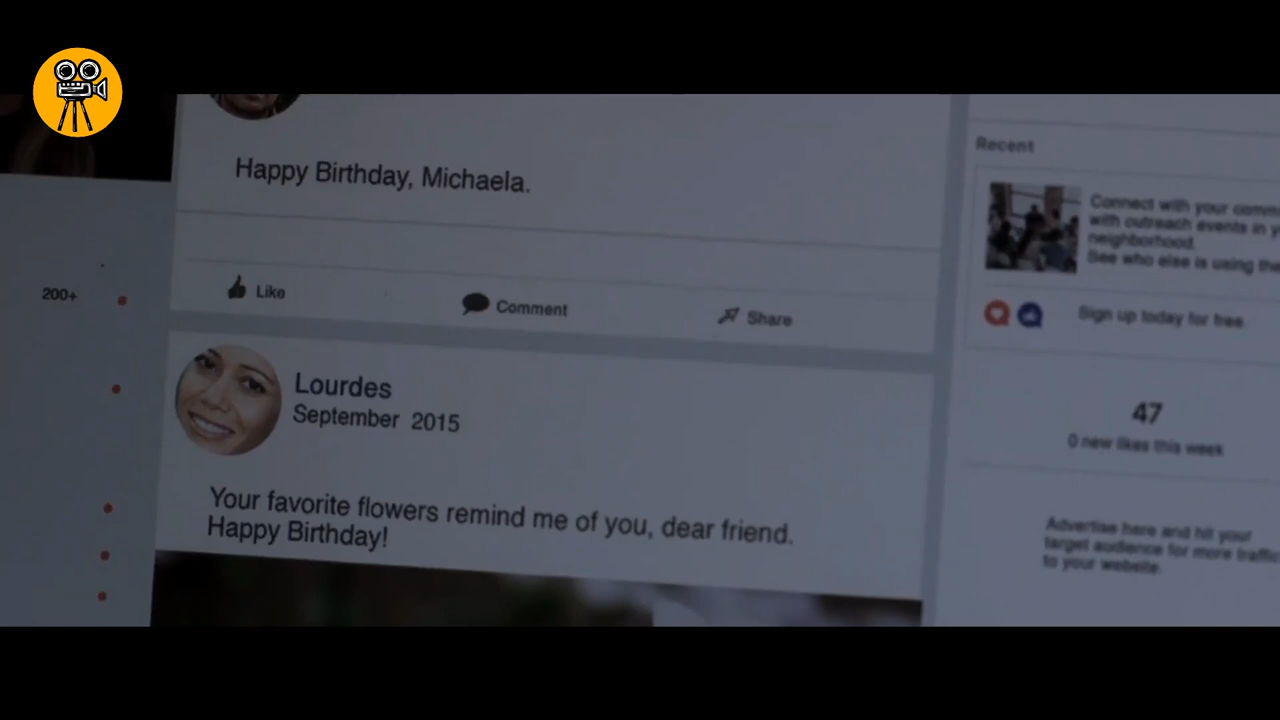 Happy Birthday, Michaela.
Like
Comment
Share
Lourdes
September 2015
Your favorite flowers remind me of you, dear friend.
Happy Birthday!
200+
Recent
Connect with your
with outreach events in
neighborhood.
See who else is using
Sign up today for free.
47
0 new likes this week
Advertise here and hit your
target audience for more
to your website.